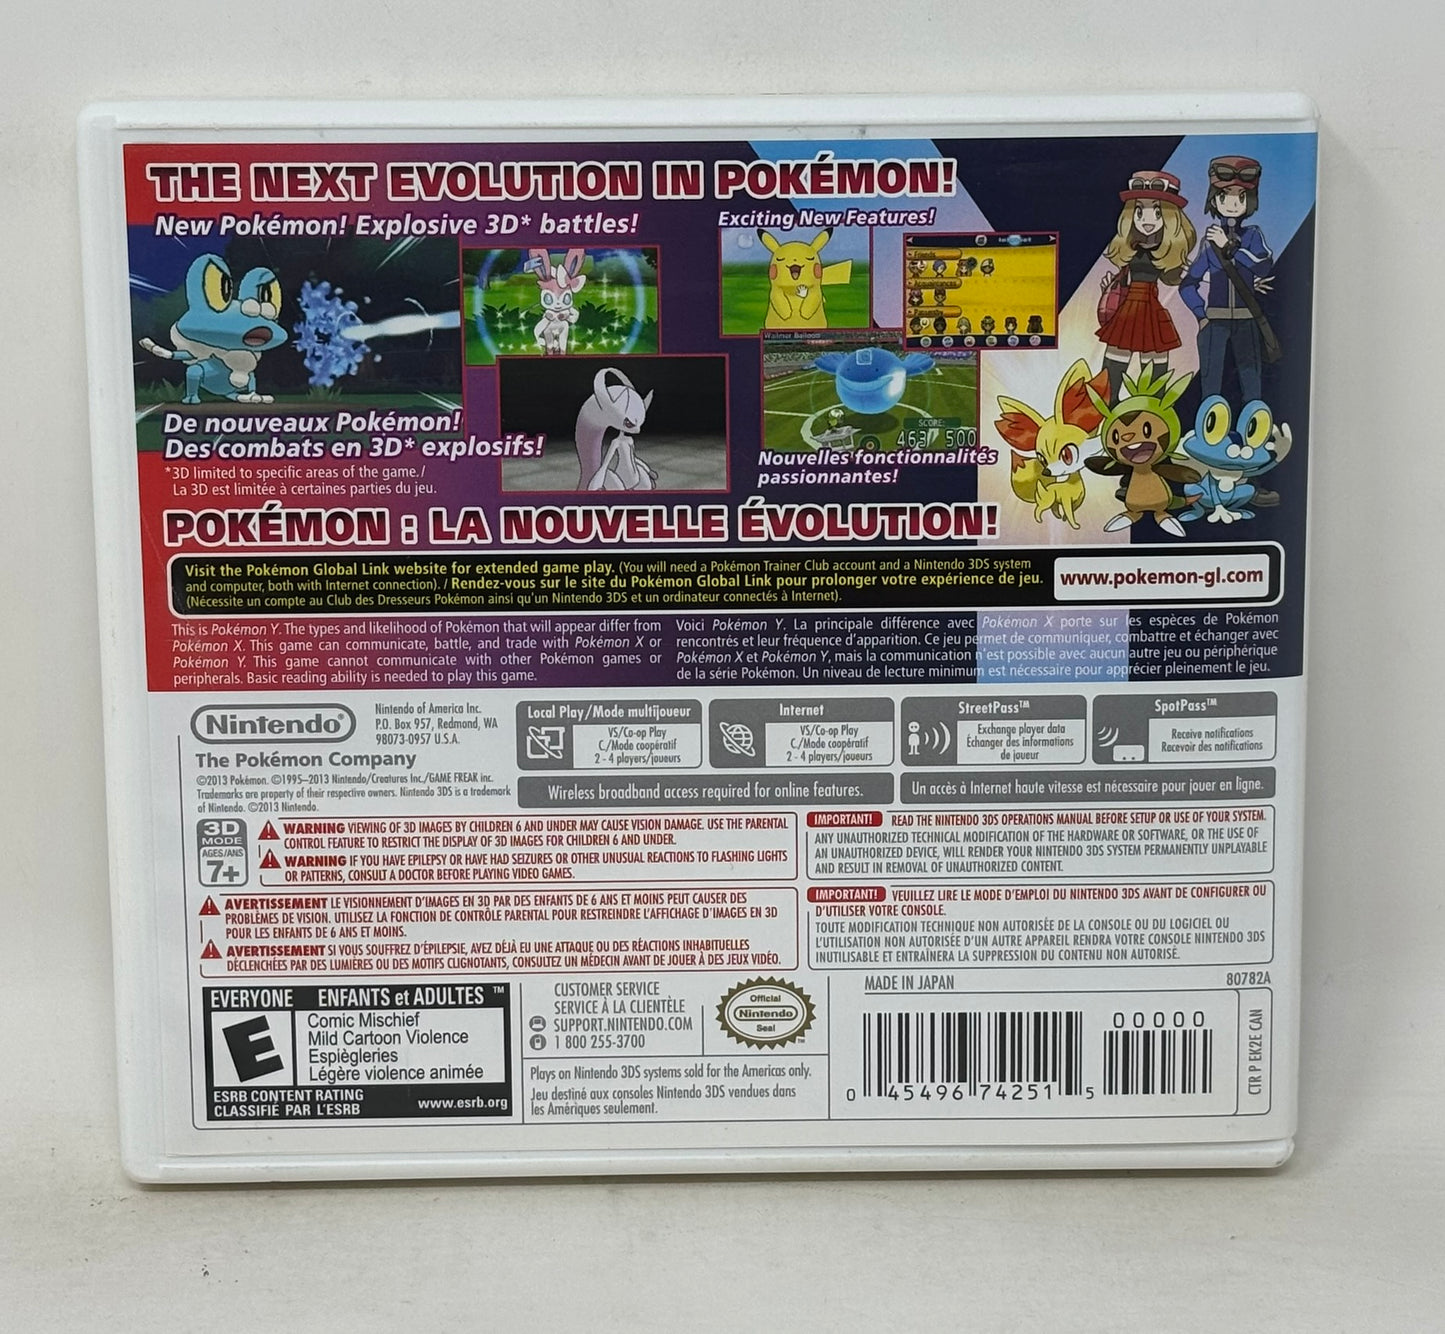 THE NEXT EVOLUTION IN POKÉMON!
New Pokémon! Explosive 3D* battles!
Exciting New Features!
Friends
Acquaintances
Passersby
SCORE:
463/ 500
De nouveaux Pokémon!
Des combats en 3D* explosifs!
*3D limited to specific areas of the game./
La 3D est limitée à certaines parties du jeu.
Nouvelles fonctionnalités
passionnantes!
POKÉMON : LA NOUVELLE ÉVOLUTION!
Visit the Pokémon Global Link website for extended game play. (You will need a Pokémon Trainer Club account and a Nintendo 3DS system
and computer, both with Internet connection). / Rendez-vous sur le site du Pokémon Global Link pour prolonger votre expérience de jeu.
(Nécessite un compte au Club des Dresseurs Pokémon ainsi qu'un Nintendo 3DS et un ordinateur connectés à Internet).
www.pokemon-gl.com
This is Pokémon Y. The types and likelihood of Pokémon that will appear differ from
Pokémon X. This game can communicate, battle, and trade with Pokémon X or
Pokémon Y. This game cannot communicate with other Pokémon games or
peripherals. Basic reading ability is needed to play this game.
Voici Pokémon Y. La principale différence avec Pokémon X porte sur les espèces de Pokémon
rencontrés et leur fréquence d'apparition. Ce jeu permet de communiquer, combattre et échanger avec
Pokémon X et Pokémon Y, mais la communication n'est possible avec aucun autre jeu ou périphérique
de la série Pokémon. Un niveau de lecture minimum est nécessaire pour apprécier pleinement le jeu.
Nintendo®
The Pokémon Company
Nintendo of America Inc.
P.O. Box 957, Redmond, WA
98073-0957 U.S.A.
©2013 Pokémon. ©1995–2013 Nintendo/Creatures Inc./GAME FREAK inc.
Trademarks are property of their respective owners. Nintendo 3DS is a trademark
of Nintendo. ©2013 Nintendo.
Local Play/Mode multijoueur
VS/Co-op Play
C./Mode coopératif
2 - 4 players/joueurs
Internet
VS/Co-op Play
C./Mode coopératif
2 - 4 players/joueurs
StreetPass™
Exchange player data
Échanger des informations
de joueur
SpotPass™
Receive notifications
Recevoir des notifications
Wireless broadband access required for online features.
Un accès à Internet haute vitesse est nécessaire pour jouer en ligne.
3D
MODE
AGES/ANS
7+
WARNING VIEWING OF 3D IMAGES BY CHILDREN 6 AND UNDER MAY CAUSE VISION DAMAGE. USE THE PARENTAL
CONTROL FEATURE TO RESTRICT THE DISPLAY OF 3D IMAGES FOR CHILDREN 6 AND UNDER.
WARNING IF YOU HAVE EPILEPSY OR HAVE HAD SEIZURES OR OTHER UNUSUAL REACTIONS TO FLASHING LIGHTS
OR PATTERNS, CONSULT A DOCTOR BEFORE PLAYING VIDEO GAMES.
AVERTISSEMENT LE VISIONNEMENT D'IMAGES EN 3D PAR DES ENFANTS DE 6 ANS ET MOINS PEUT CAUSER DES
PROBLÈMES DE VISION. UTILISEZ LA FONCTION DE CONTRÔLE PARENTAL POUR RESTREINDRE L'AFFICHAGE D'IMAGES EN 3D
POUR LES ENFANTS DE 6 ANS ET MOINS.
AVERTISSEMENT SI VOUS SOUFFREZ D'ÉPILEPSIE, AVEZ DÉJÀ EU UNE ATTAQUE OU DES RÉACTIONS INHABITUELLES
DÉCLENCHÉES PAR DES LUMIÈRES OU DES MOTIFS CLIGNOTANTS, CONSULTEZ UN MÉDECIN AVANT DE JOUER À DES JEUX VIDÉO.
IMPORTANT! READ THE NINTENDO 3DS OPERATIONS MANUAL BEFORE SETUP OR USE OF YOUR SYSTEM.
ANY UNAUTHORIZED TECHNICAL MODIFICATION OF THE HARDWARE OR SOFTWARE, OR THE USE OF
AN UNAUTHORIZED DEVICE, WILL RENDER YOUR NINTENDO 3DS SYSTEM PERMANENTLY UNPLAYABLE
AND RESULT IN REMOVAL OF UNAUTHORIZED CONTENT.
IMPORTANT! VEUILLEZ LIRE LE MODE D'EMPLOI DU NINTENDO 3DS AVANT DE CONFIGURER OU
D'UTILISER VOTRE CONSOLE.
TOUTE MODIFICATION TECHNIQUE NON AUTORISÉE DE LA CONSOLE OU DU LOGICIEL OU
L'UTILISATION NON AUTORISÉE D'UN AUTRE APPAREIL RENDRA VOTRE CONSOLE NINTENDO 3DS
INUTILISABLE ET ENTRAÎNERA LA SUPPRESSION DU CONTENU NON AUTORISÉ.
EVERYONE ENFANTS et ADULTES ™
E
Comic Mischief
Mild Cartoon Violence
Espiègleries
Légère violence animée
ESRB CONTENT RATING
CLASSIFIÉ PAR L'ESRB
www.esrb.org
CUSTOMER SERVICE
SERVICE À LA CLIENTÈLE
SUPPORT.NINTENDO.COM
1 800 255-3700
Official
Nintendo
Seal
™
Plays on Nintendo 3DS systems sold for the Americas only.
Jeu destiné aux consoles Nintendo 3DS vendues dans
les Amériques seulement.
MADE IN JAPAN
80782A
00000
0 45496 74251 5
CTR P EK2E CAN